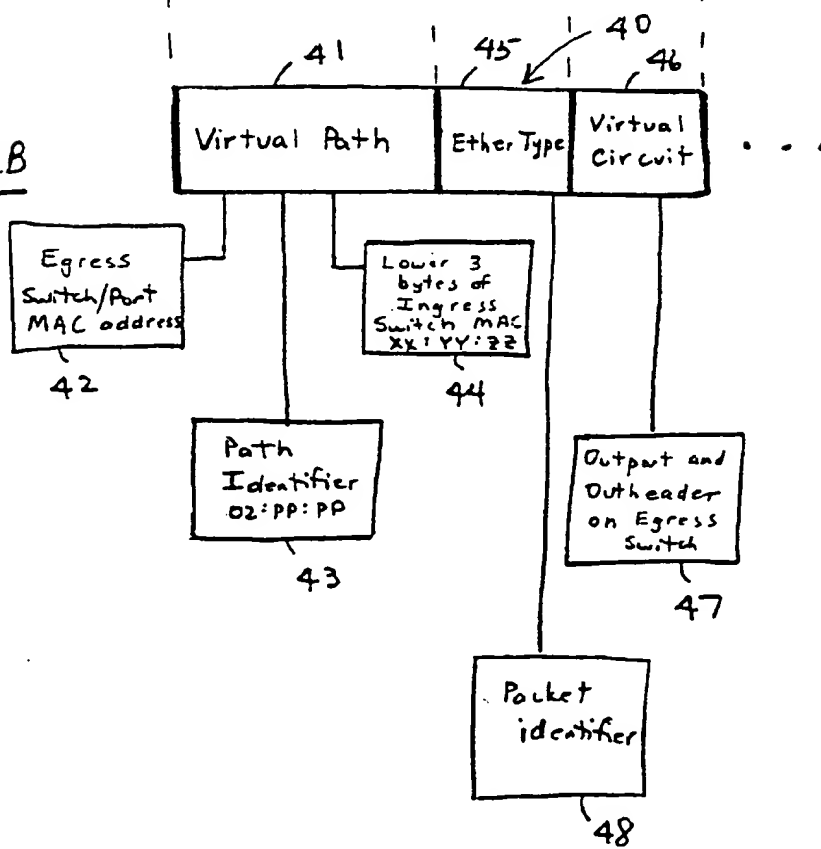 41
45
40
46
Virtual Path
EtherType
Virtual
Circuit
. . .
Egress
Switch/Port
MAC address
42
Lower 3
bytes of
Ingress
Switch MAC
XX:YY:ZZ
44
Path
Identifier
02:PP:PP
43
Outport and
Outheader
on Egress
Switch
47
Packet
identifier
48